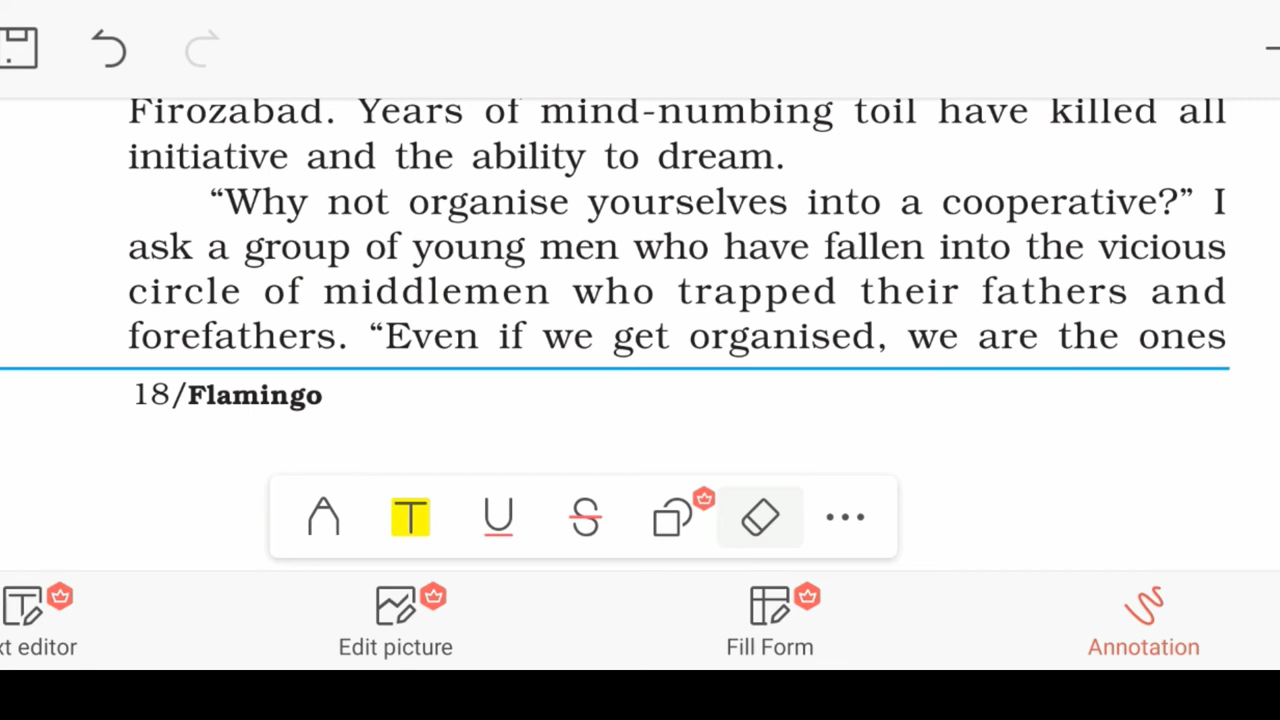 Firozabad. Years of mind-numbing toil have killed all
initiative and the ability to dream.
“Why not organise yourselves into a cooperative?” I
ask a group of young men who have fallen into the vicious
circle of middlemen who trapped their fathers and
forefathers. “Even if we get organised, we are the ones
18/Flamingo
T U S
xt editor Edit picture Fill Form Annotation